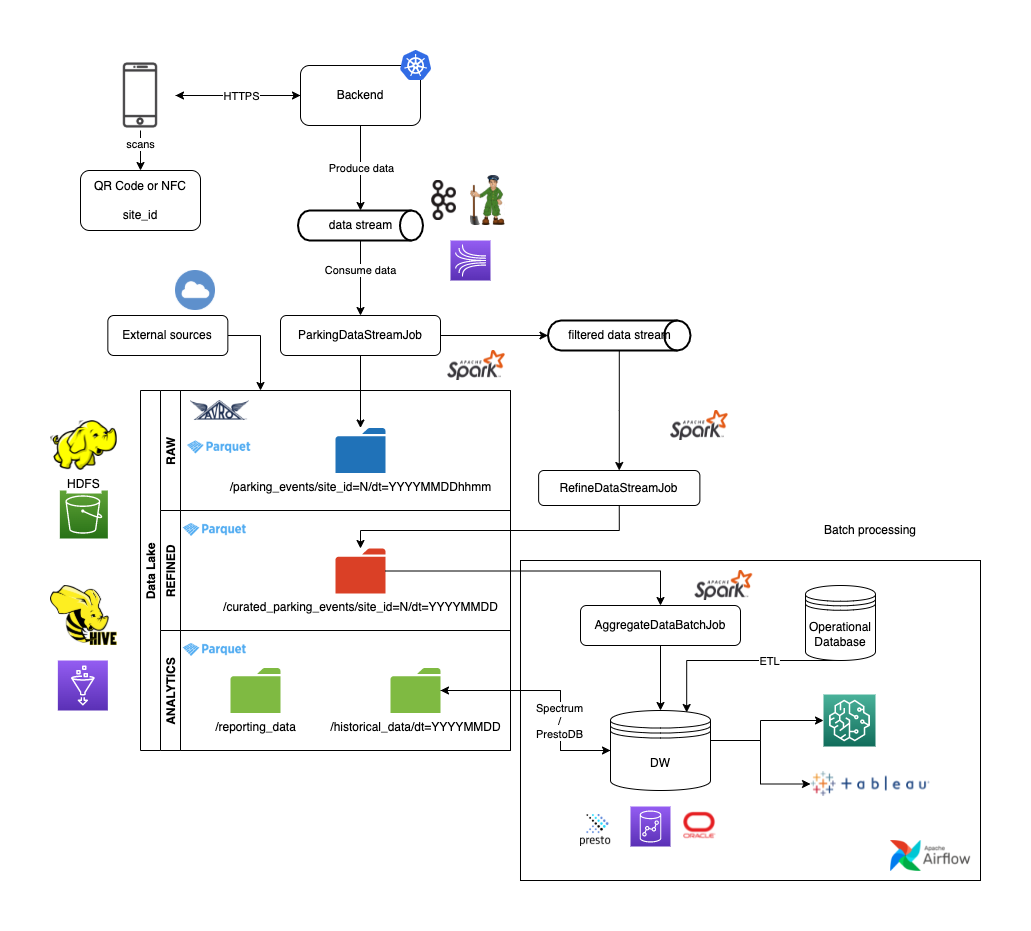 Backend
HTTPS
scans
QR Code or NFC
site_id
Produce data
data stream
Consume data
External sources
ParkingDataStreamJob
filtered data stream
APACHE
Spark
APACHE
Spark
AVRO
Parquet
RAW
/parking_events/site_id=N/dt=YYYYMMDDhhmm
HDFS
RefineDataStreamJob
Data Lake
Parquet
REFINED
/curated_parking_events/site_id=N/dt=YYYYMMDD
HIVE
Batch processing
APACHE
Spark
AggregateDataBatchJob
Operational
Database
ETL
Parquet
ANALYTICS
/reporting_data
/historical_data/dt=YYYYMMDD
Spectrum
/
PrestoDB
DW
+ a b l e a u
presto
ORACLE
Apache
Airflow